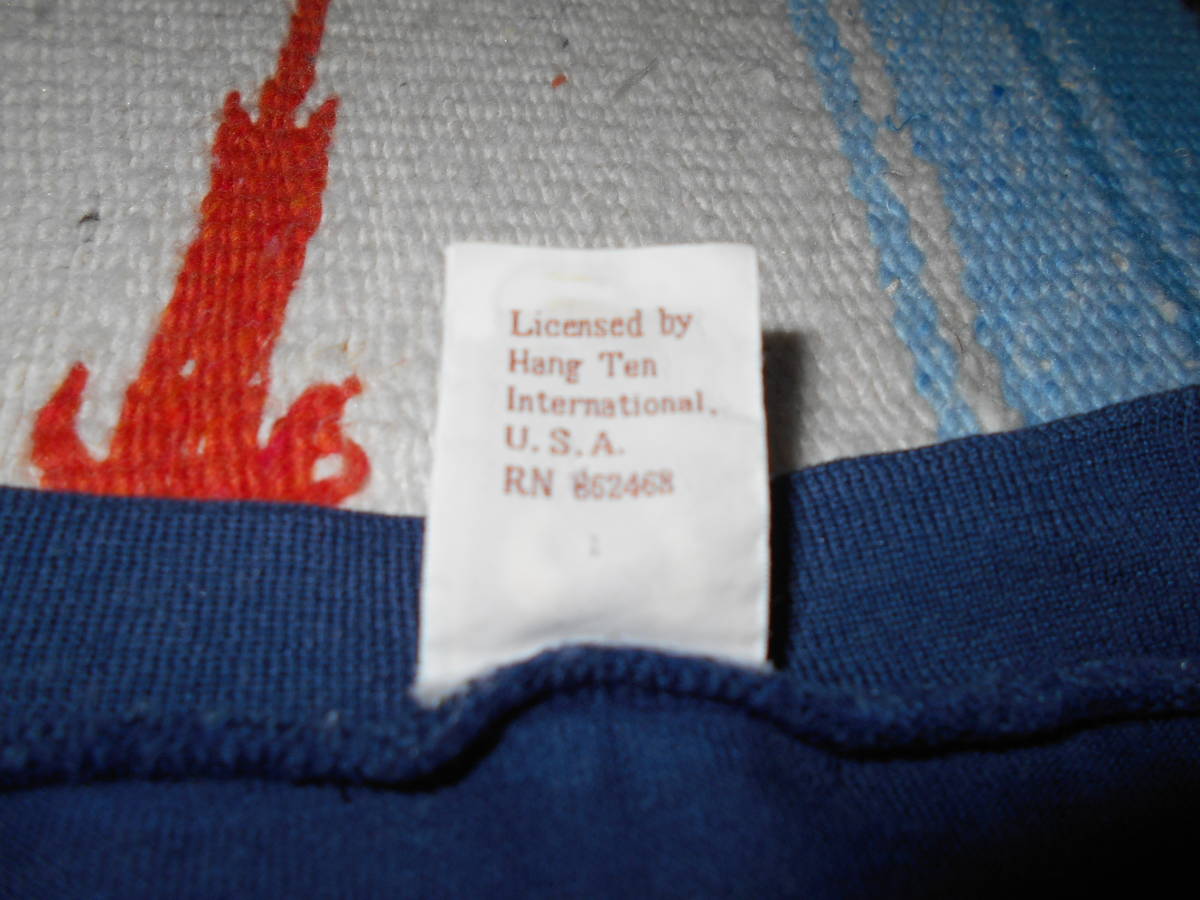 Licensed by
Hang Ten
International.
U.S.A.
RN 862468